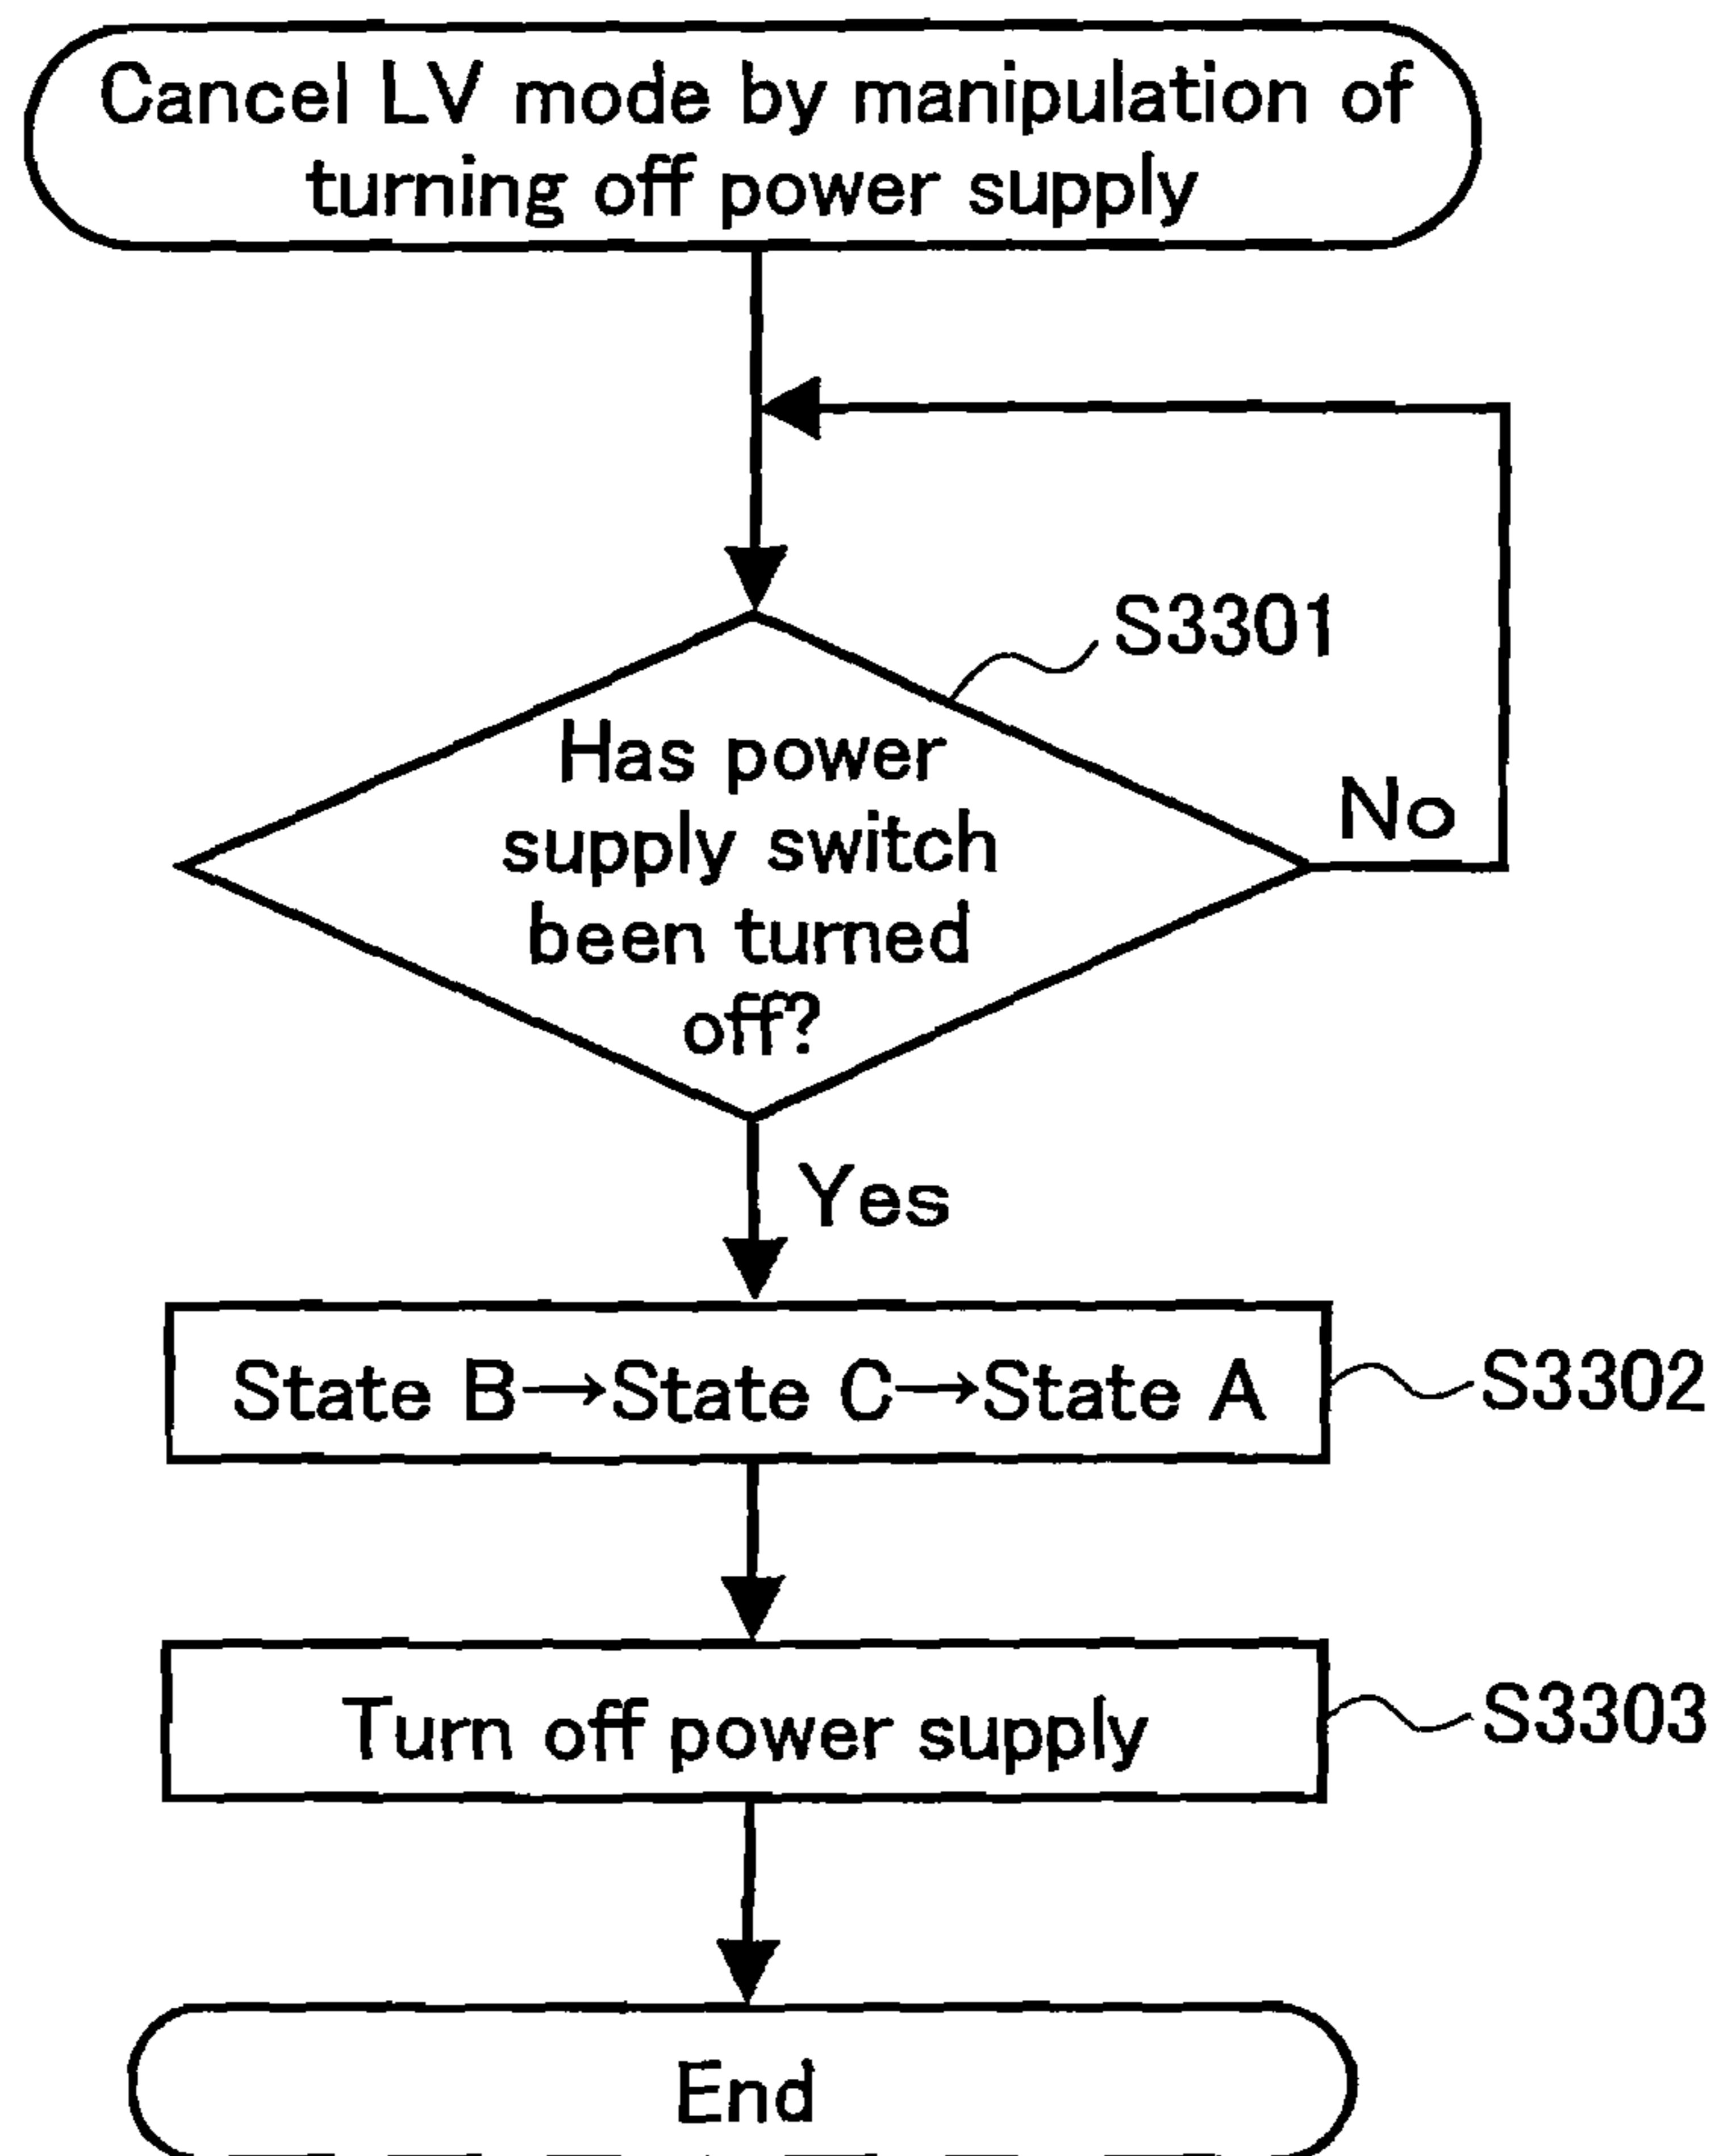 Cancel LV mode by manipulation of
turning off power supply
S3301
Has power
supply switch
been turned
off?
No
Yes
State B→State C→State A
S3302
Turn off power supply
S3303
End